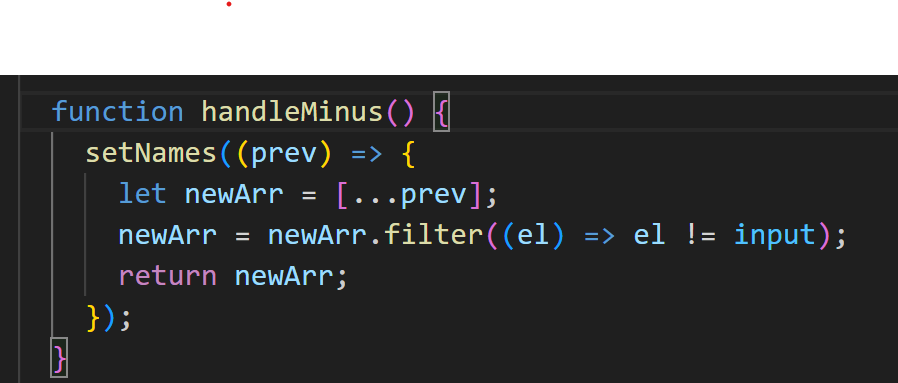 function handleMinus() {
  setNames((prev) => {
    let newArr = [...prev];
    newArr = newArr.filter((el) => el != input);
    return newArr;
  });
}